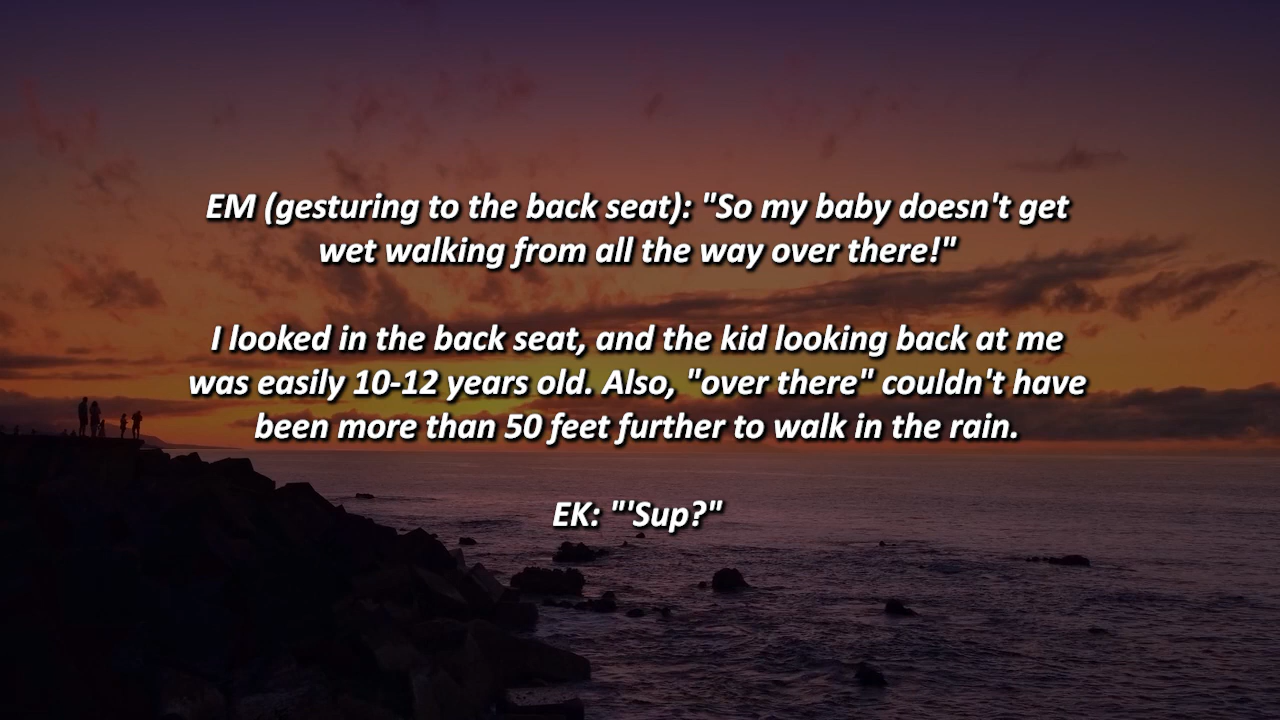 EM (gesturing to the back seat): "So my baby doesn't get
wet walking from all the way over there!"
I looked in the back seat, and the kid looking back at me
was easily 10-12 years old. Also, "over there" couldn't have
been more than 50 feet further to walk in the rain.
EK: "'Sup?"